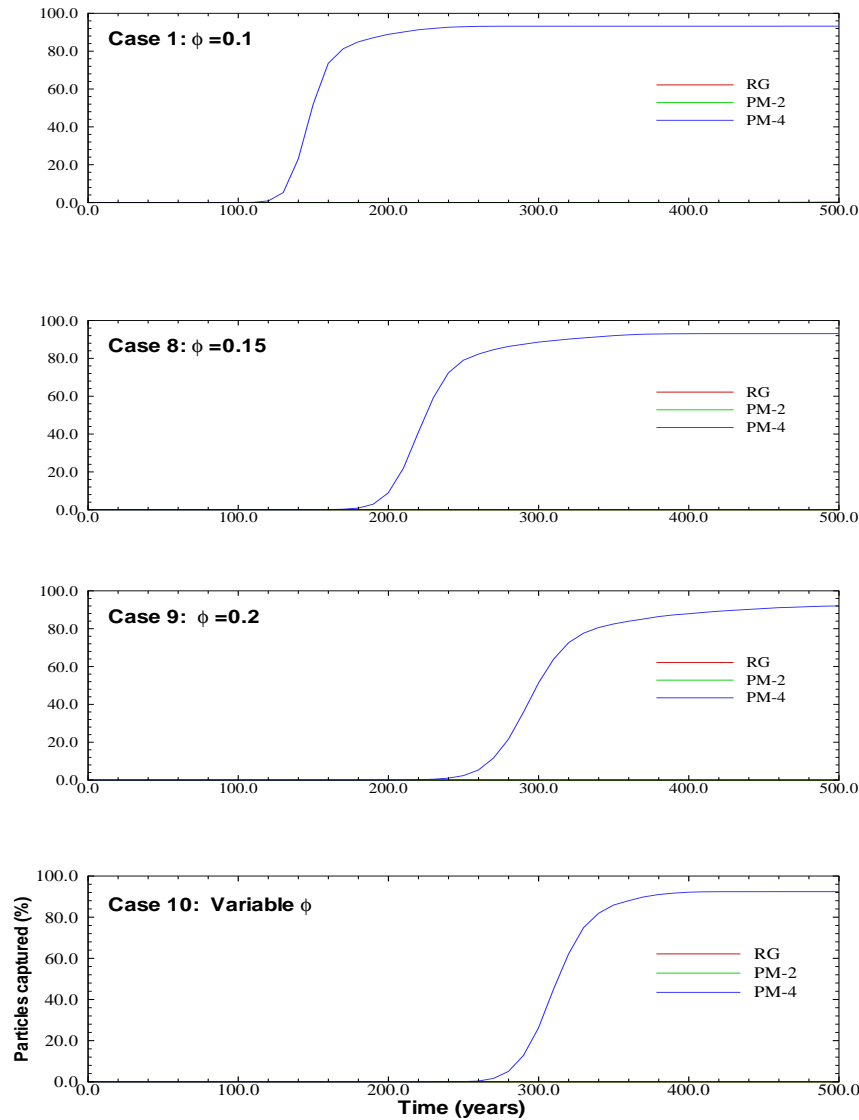 100.0
Case 1: ϕ =0.1
80.0
60.0
40.0
20.0
0.0
RG
PM-2
PM-4
0.0 100.0 200.0 300.0 400.0 500.0
100.0
Case 8: ϕ =0.15
80.0
60.0
40.0
20.0
0.0
RG
PM-2
PM-4
0.0 100.0 200.0 300.0 400.0 500.0
100.0
Case 9: ϕ =0.2
80.0
60.0
40.0
20.0
0.0
RG
PM-2
PM-4
0.0 100.0 200.0 300.0 400.0 500.0
Particles captured (%)
100.0
Case 10: Variable ϕ
80.0
60.0
40.0
20.0
0.0
RG
PM-2
PM-4
0.0 100.0 200.0 300.0 400.0 500.0
Time (years)